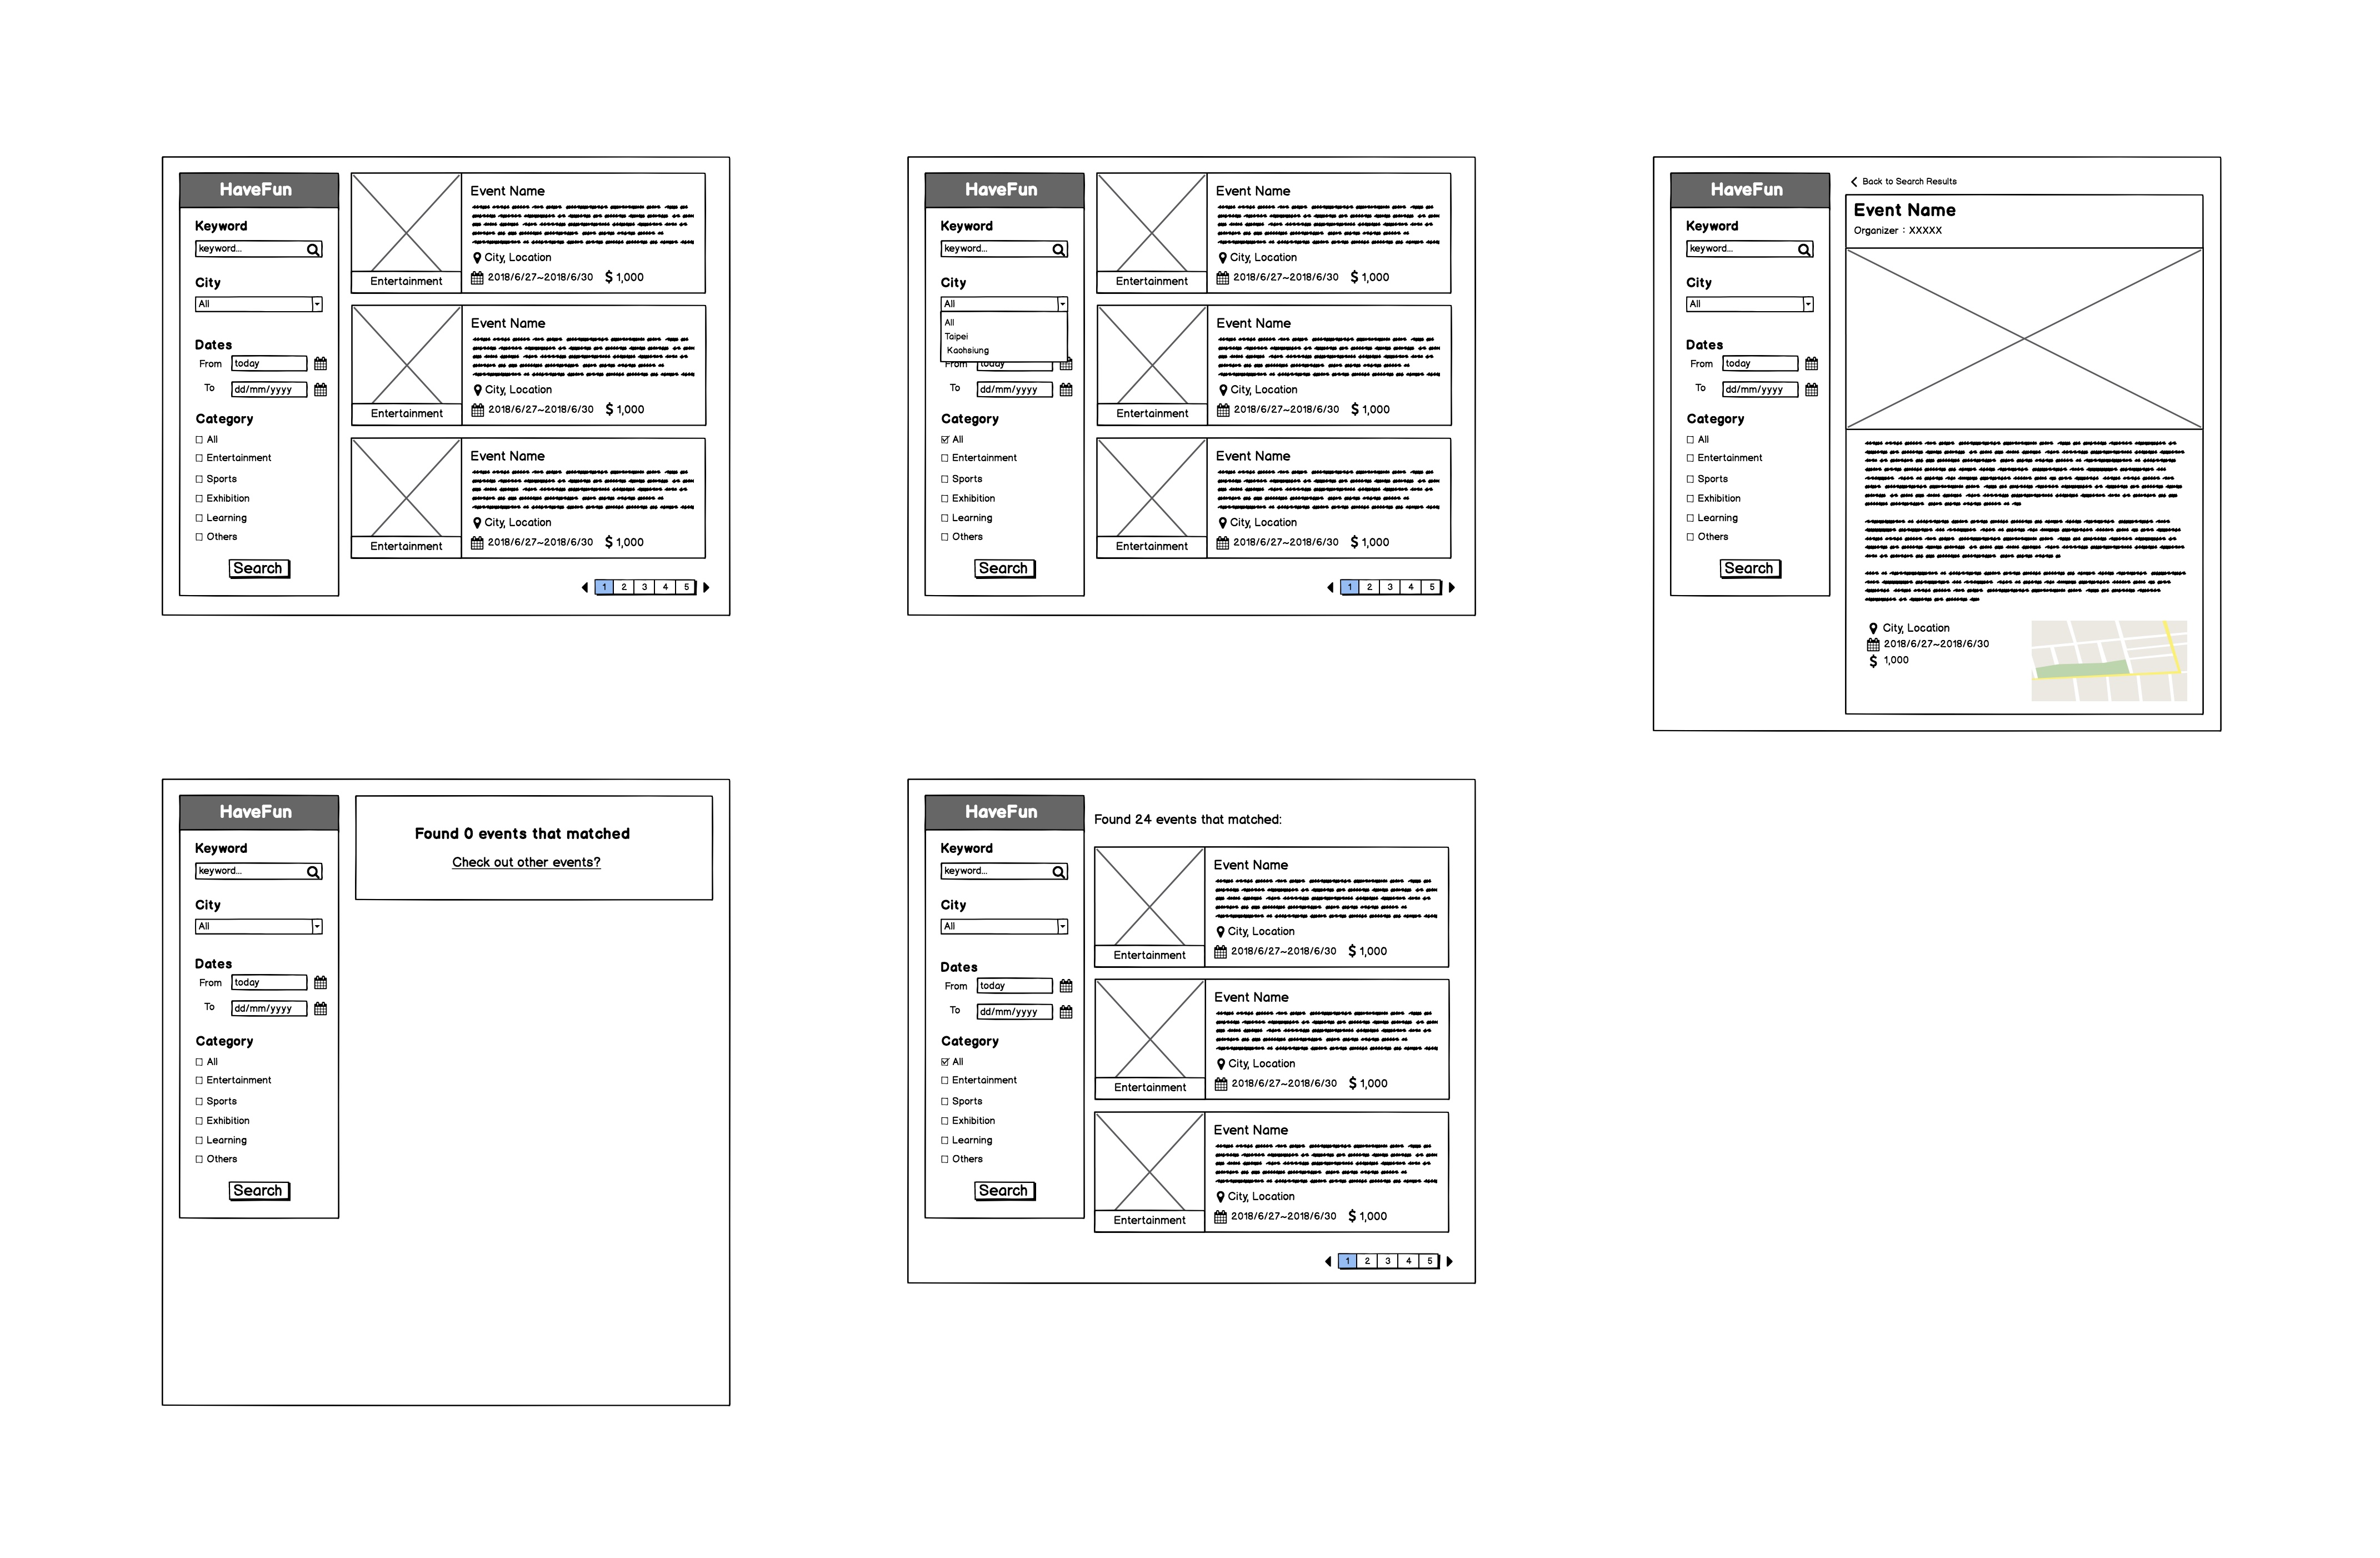 HaveFun
Keyword
keyword...
City
All
Dates
From today
To dd/mm/yyyy
Category
All
Entertainment
Sports
Exhibition
Learning
Others
Search
Event Name
City, Location
Entertainment
2018/6/27~2018/6/30 $ 1,000
Event Name
City, Location
Entertainment
2018/6/27~2018/6/30 $ 1,000
Event Name
City, Location
Entertainment
2018/6/27~2018/6/30 $ 1,000
1 2 3 4 5
HaveFun
Keyword
keyword...
City
All
All
Taipei
Kaohsiung
From today
To dd/mm/yyyy
Category
All
Entertainment
Sports
Exhibition
Learning
Others
Search
Event Name
City, Location
Entertainment
2018/6/27~2018/6/30 $ 1,000
Event Name
City, Location
Entertainment
2018/6/27~2018/6/30 $ 1,000
Event Name
City, Location
Entertainment
2018/6/27~2018/6/30 $ 1,000
1 2 3 4 5
HaveFun
Keyword
keyword...
City
All
Dates
From today
To dd/mm/yyyy
Category
All
Entertainment
Sports
Exhibition
Learning
Others
Search
Back to Search Results
Event Name
Organizer : XXXXX
City, Location
2018/6/27~2018/6/30
$ 1,000
HaveFun
Keyword
keyword...
City
All
Dates
From today
To dd/mm/yyyy
Category
All
Entertainment
Sports
Exhibition
Learning
Others
Search
Found 0 events that matched
Check out other events?
HaveFun
Keyword
keyword...
City
All
Dates
From today
To dd/mm/yyyy
Category
All
Entertainment
Sports
Exhibition
Learning
Others
Search
Found 24 events that matched:
Event Name
City, Location
Entertainment
2018/6/27~2018/6/30 $ 1,000
Event Name
City, Location
Entertainment
2018/6/27~2018/6/30 $ 1,000
Event Name
City, Location
Entertainment
2018/6/27~2018/6/30 $ 1,000
1 2 3 4 5